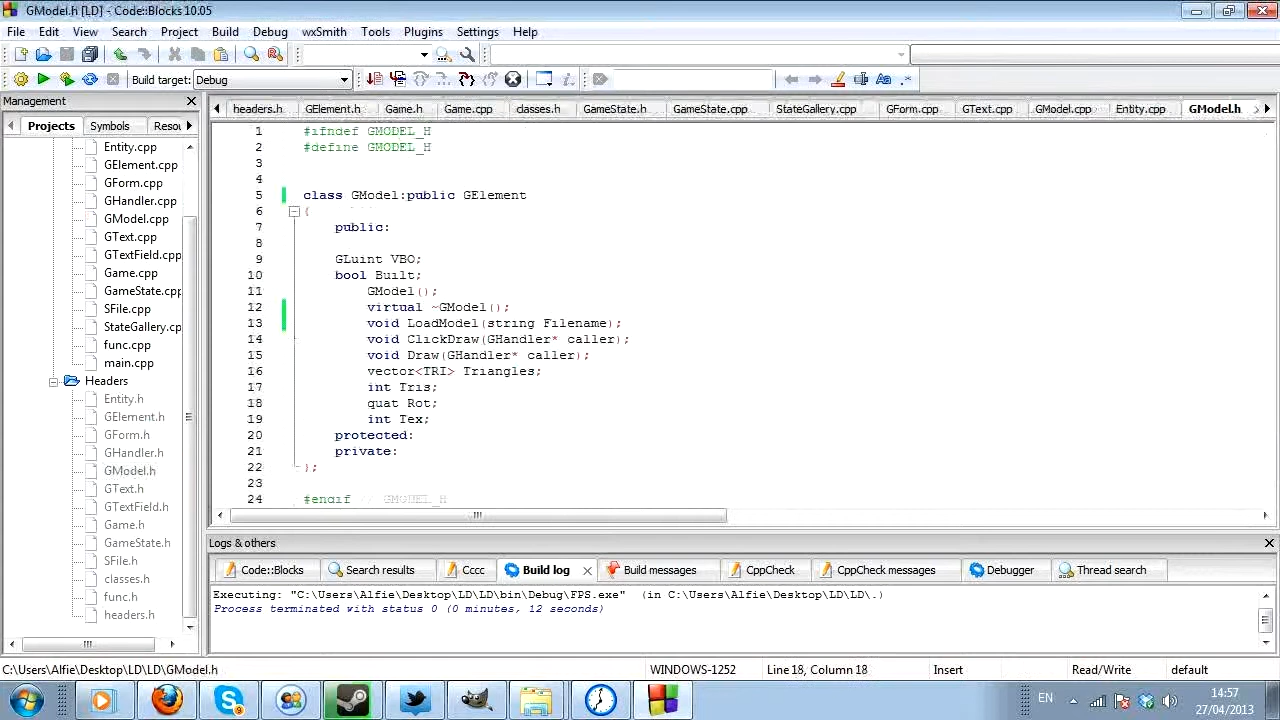 GModel.h [LD] - Code::Blocks 10.05
File Edit View Search Project Build Debug wxSmith Tools Plugins Settings Help
Build target: Debug
Management
Projects Symbols Resou
Entity.cpp
GElement.cpp
GForm.cpp
GHandler.cpp
GModel.cpp
GText.cpp
GTextField.cpp
Game.cpp
GameState.cpp
SFile.cpp
StateGallery.cp
func.cpp
main.cpp
Headers
Entity.h
GElement.h
GForm.h
GHandler.h
GModel.h
GText.h
GTextField.h
Game.h
GameState.h
SFile.h
classes.h
func.h
headers.h
headers.h GElement.h Game.h Game.cpp classes.h GameState.h GameState.cpp StateGallery.cpp GForm.cpp GText.cpp GModel.cpp Entity.cpp GModel.h
1 #ifndef GMODEL_H
2 #define GMODEL_H
3
4
5 class GModel:public GElement
6 {
7 public:
8
9 GLuint VBO;
10 bool Built;
11 GModel();
12 virtual ~GModel();
13 void LoadModel(string Filename);
14 void ClickDraw(GHandler* caller);
15 void Draw(GHandler* caller);
16 vector<TRI> Triangles;
17 int Tris;
18 quat Rot;
19 int Tex;
20 protected:
21 private:
22 };
23
24 #endif // GMODEL_H
Logs & others
Code::Blocks Search results Cccc Build log Build messages CppCheck CppCheck messages Debugger Thread search
Executing: "C:\Users\Alfie\Desktop\LD\LD\bin\Debug\FPS.exe" (in C:\Users\Alfie\Desktop\LD\LD\.)
Process terminated with status 0 (0 minutes, 12 seconds)
C:\Users\Alfie\Desktop\LD\LD\GModel.h WINDOWS-1252 Line 18, Column 18 Insert Read/Write default
EN 14:57
27/04/2013